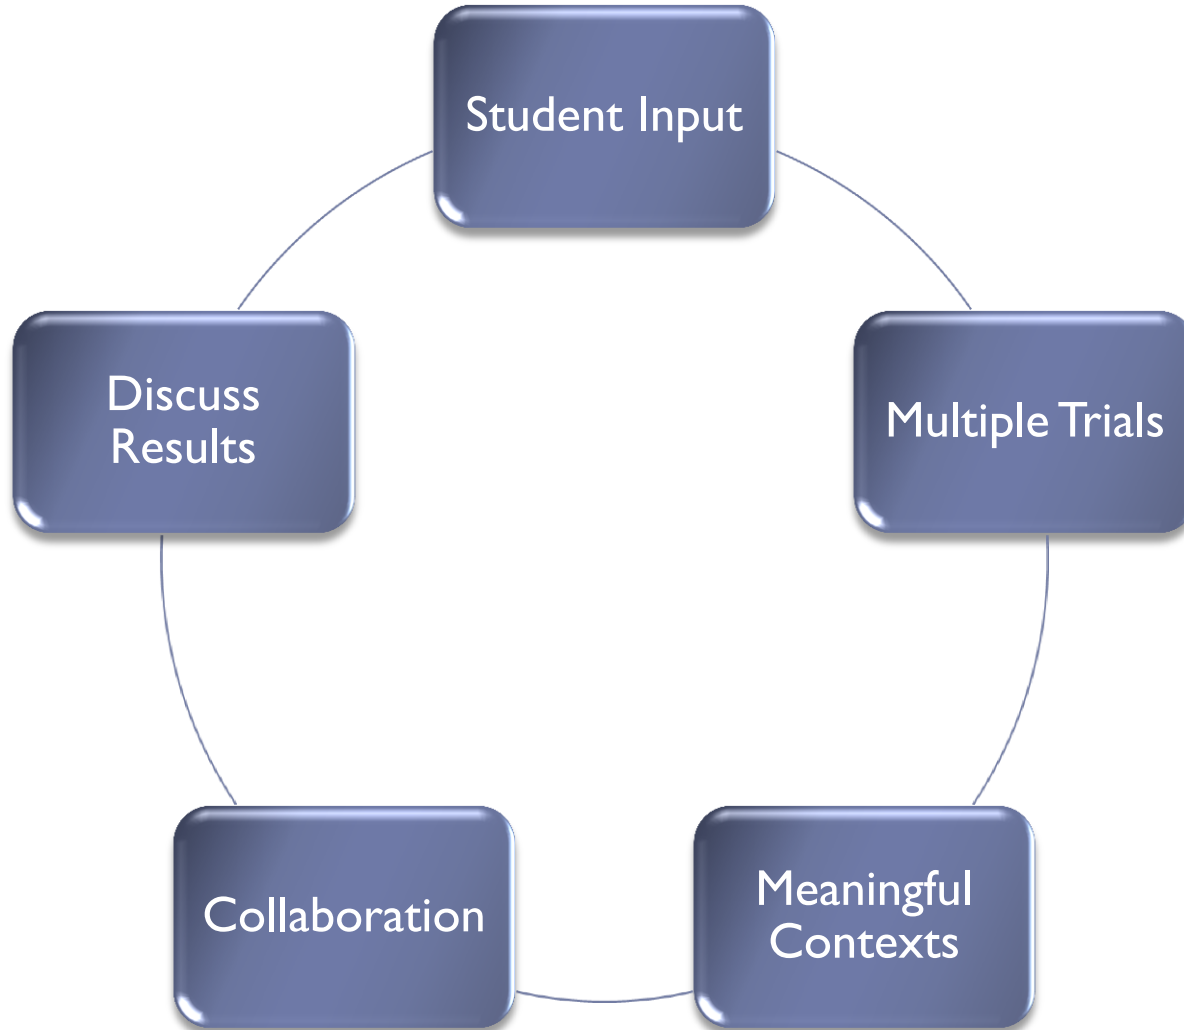 Student Input
Multiple Trials
Meaningful
Contexts
Collaboration
Discuss
Results